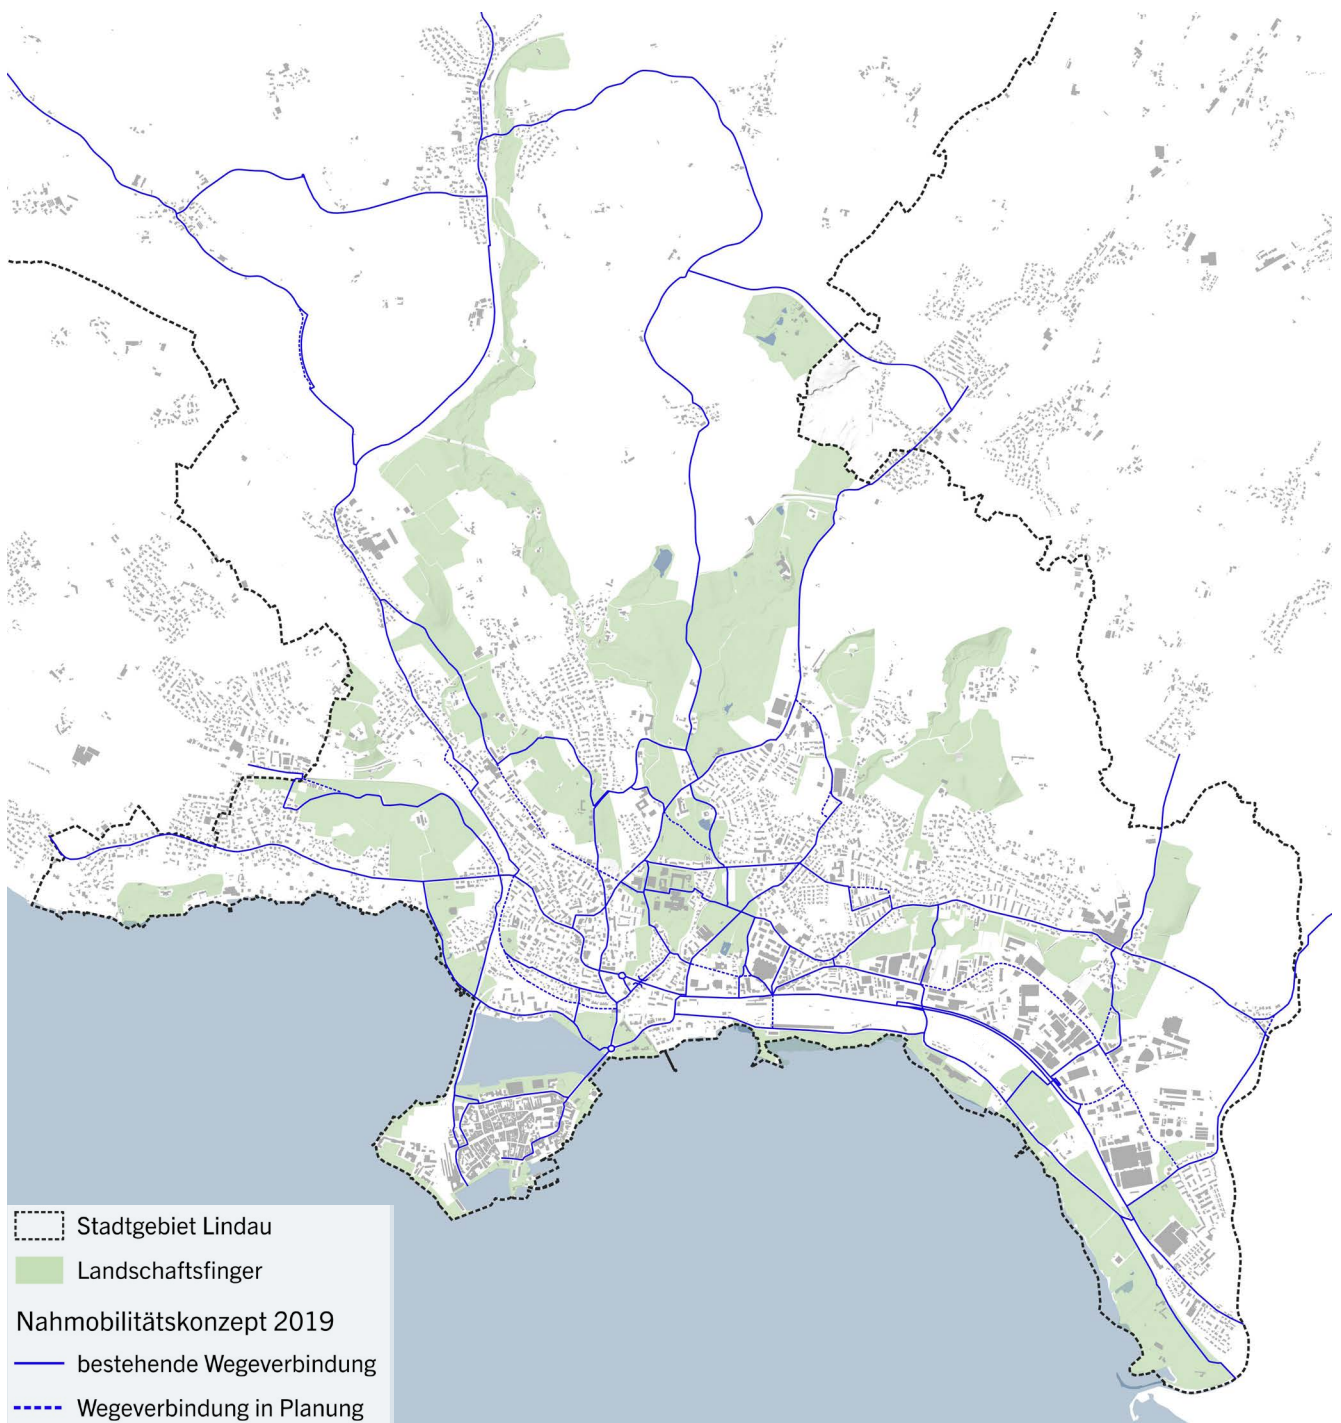 Stadtgebiet Lindau
Landschaftsfinger
Nahmobilitätskonzept 2019
bestehende Wegeverbindung
Wegeverbindung in Planung